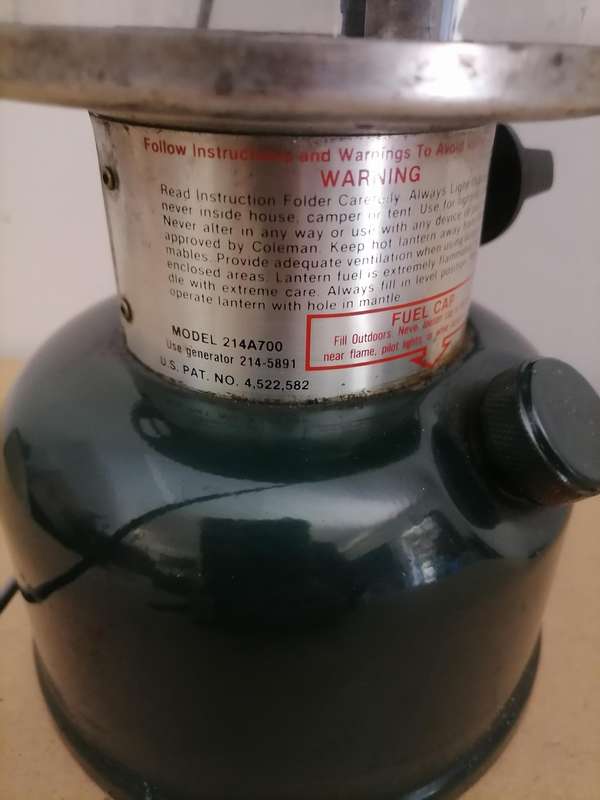 Follow Instructions and Warnings To Avoid
WARNING
Read Instruction Folder Carefully. Always Light
never inside house, camper or tent. Use for light
Never alter in any way or use with any device
approved by Coleman. Keep hot lantern away
mables. Provide adequate ventilation when using
enclosed areas. Lantern fuel is extremely flammable
dle with extreme care. Always fill in level position
operate lantern with hole in mantle.
FUEL CAP
Fill Outdoors.
near flame, pilot lights
MODEL 214A700
Use generator 214-5891
U.S. PAT. NO. 4,522,582